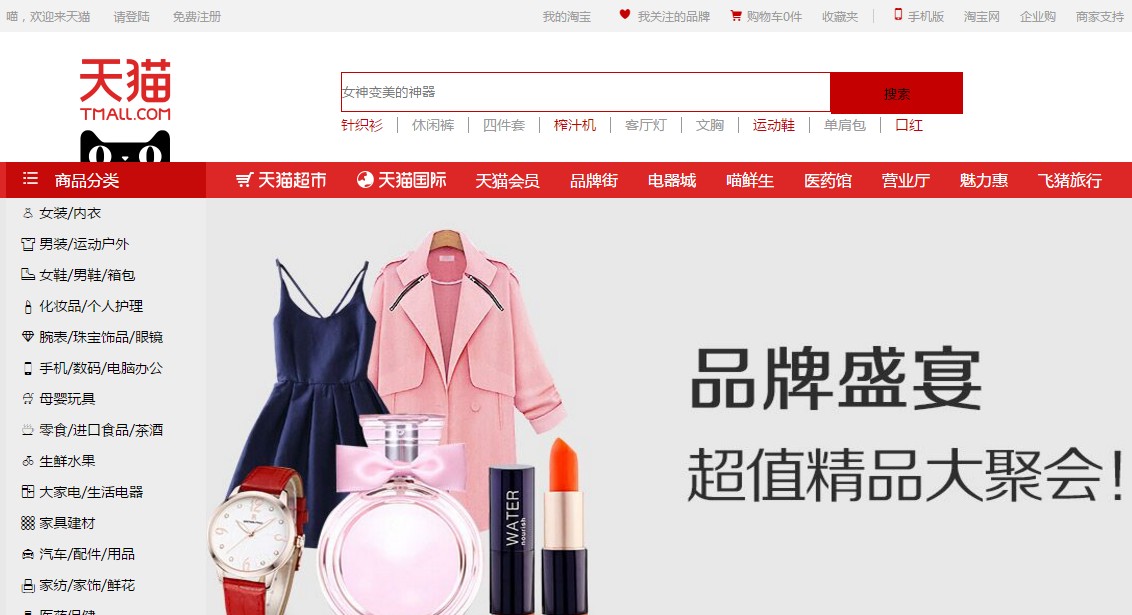 喵，欢迎来天猫 请登陆 免费注册 我的淘宝 我关注的品牌 购物车0件 收藏夹 手机版 淘宝网 企业购 商家支持
天猫
TMALL.COM
女神变美的神器 搜索
针织衫 休闲裤 四件套 榨汁机 客厅灯 文胸 运动鞋 单肩包 口红
商品分类 天猫超市 天猫国际 天猫会员 品牌街 电器城 喵鲜生 医药馆 营业厅 魅力惠 飞猪旅行
女装/内衣
男装/运动户外
女鞋/男鞋/箱包
化妆品/个人护理
腕表/珠宝饰品/眼镜
手机/数码/电脑办公
母婴玩具
零食/进口食品/茶酒
生鲜水果
大家电/生活电器
家具建材
汽车/配件/用品
家纺/家饰/鲜花
医药保健
品牌盛宴
超值精品大聚会!
WATER
nourish